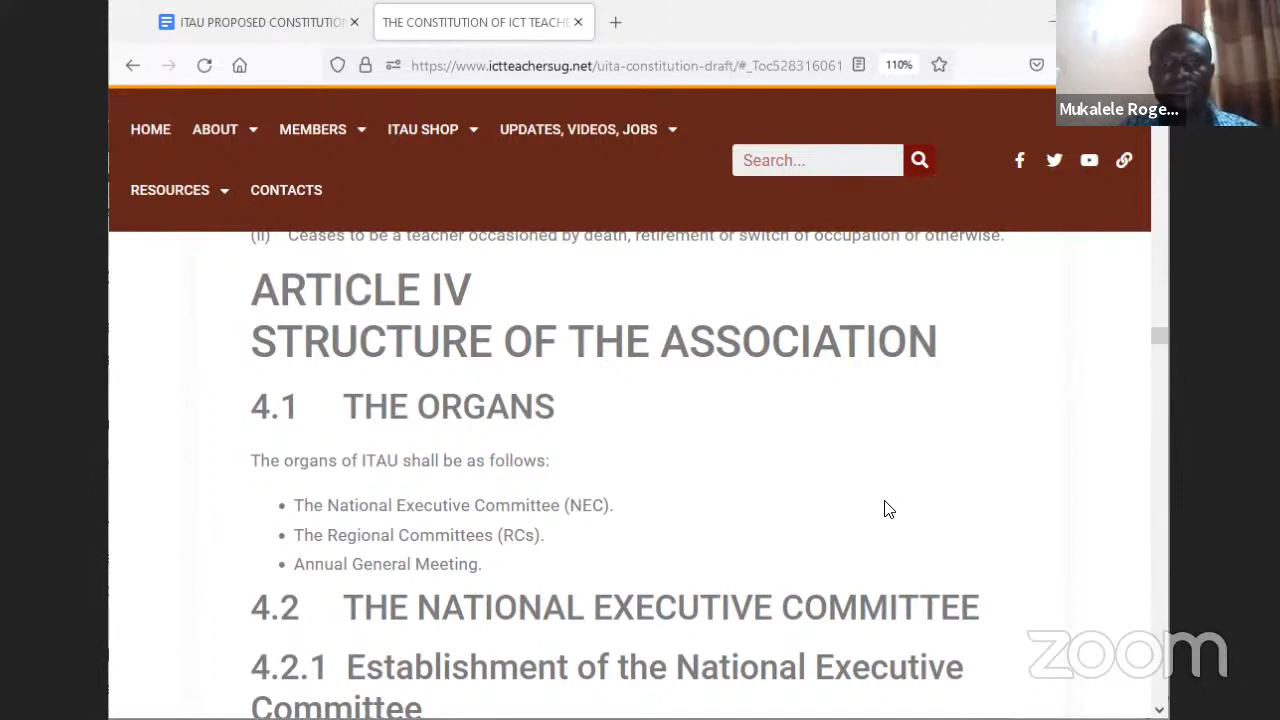 ITAU PROPOSED CONSTITUTION
THE CONSTITUTION OF ICT TEACHE
https://www.ictteachersug.net/uita-constitution-draft/#_Toc528316061
110%
Mukalele Roge...
HOME ABOUT MEMBERS ITAU SHOP UPDATES, VIDEOS, JOBS
Search...
RESOURCES CONTACTS
(ii) Ceases to be a teacher occasioned by death, retirement or switch of occupation or otherwise.
ARTICLE IV
STRUCTURE OF THE ASSOCIATION
4.1 THE ORGANS
The organs of ITAU shall be as follows:
• The National Executive Committee (NEC).
• The Regional Committees (RCs).
• Annual General Meeting.
4.2 THE NATIONAL EXECUTIVE COMMITTEE
4.2.1 Establishment of the National Executive
Committee
zoom